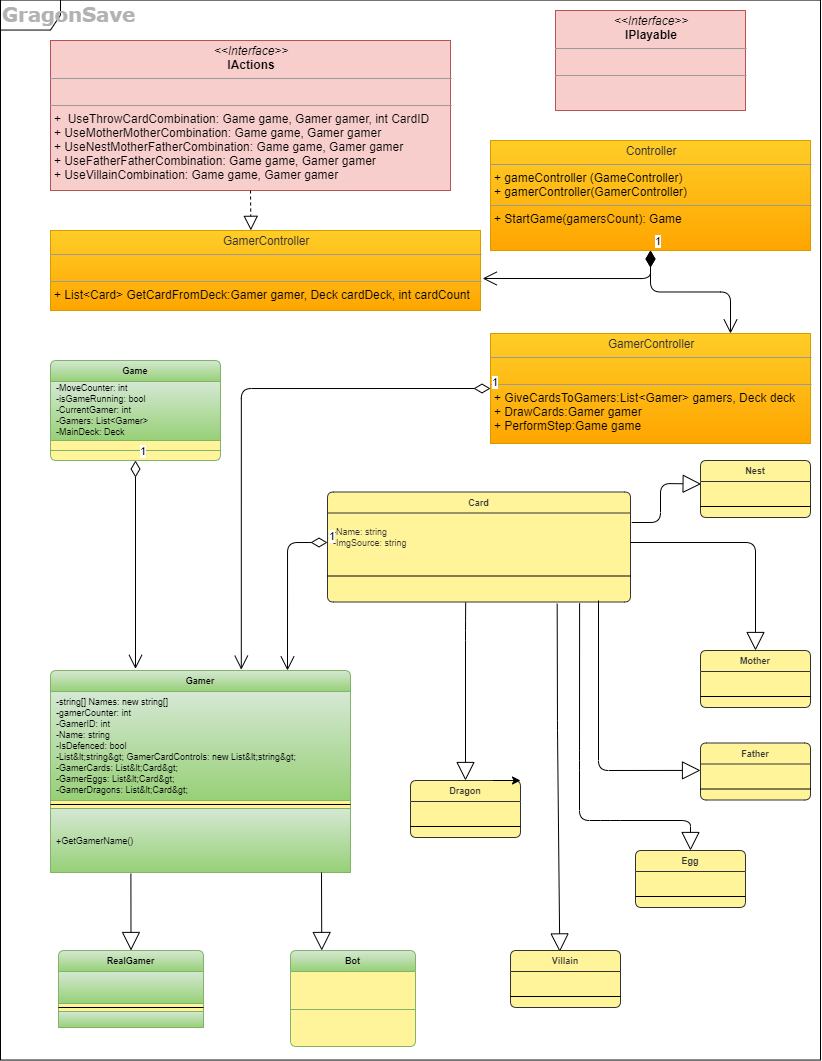 GragonSave
<<Interface>>
IActions
+ UseThrowCardCombination: Game game, Gamer gamer, int CardID
+ UseMotherMotherCombination: Game game, Gamer gamer
+ UseNestMotherFatherCombination: Game game, Gamer gamer
+ UseFatherFatherCombination: Game game, Gamer gamer
+ UseVillainCombination: Game game, Gamer gamer
<<Interface>>
IPlayable
Controller
+ gameController (GameController)
+ gamerController(GamerController)
+ StartGame(gamersCount): Game
1
GamerController
+ List<Card> GetCardFromDeck:Gamer gamer, Deck cardDeck, int cardCount
GamerController
1
+ GiveCardsToGamers:List<Gamer> gamers, Deck deck
+ DrawCards:Gamer gamer
+ PerformStep:Game game
Game
-MoveCounter: int
-isGameRunning: bool
-CurrentGamer: int
-Gamers: List<Gamer>
-MainDeck: Deck
1
Card
-Name: string
-ImgSource: string
1
Nest
Mother
Father
Egg
Villain
Dragon
Gamer
-string[] Names: new string[]
-gamerCounter: int
-GamerID: int
-Name: string
-IsDefenced: bool
-List&lt;string&gt; GamerCardControls: new List&lt;string&gt;
-GamerCards: List&lt;Card&gt;
-GamerEggs: List&lt;Card&gt;
-GamerDragons: List&lt;Card&gt;
+GetGamerName()
RealGamer
Bot